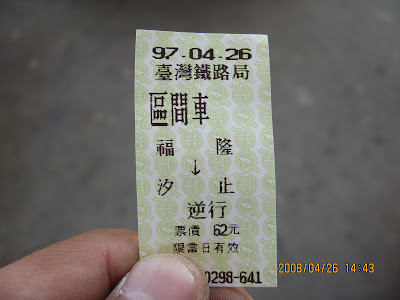 97-04-26
臺灣鐵路局
區間車
福 隆
↓
汐 止
逆行
票價 62元
限當日有效
0298-641
2008/04/26 14:43